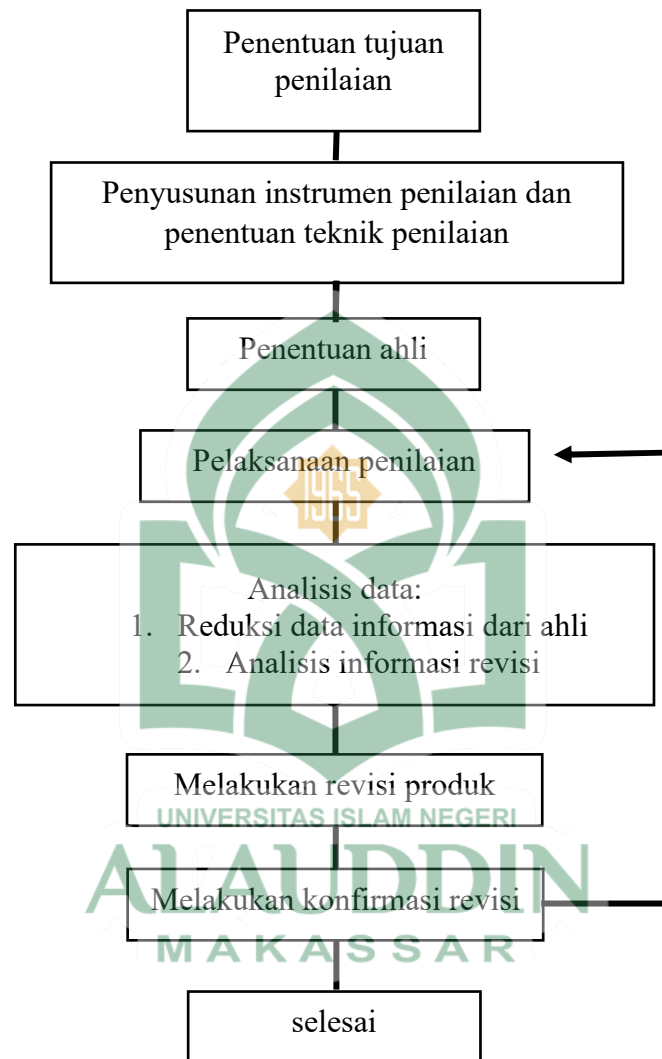 Penentuan tujuan
penilaian
Penyusunan instrumen penilaian dan
penentuan teknik penilaian
Penentuan ahli
Pelaksanaan penilaian
1965
Analisis data:
1. Reduksi data informasi dari ahli
2. Analisis informasi revisi
Melakukan revisi produk
UNIVERSITAS ISLAM NEGERI
ALAUDDIN
Melakukan konfirmasi revisi
MAKASSAR
selesai